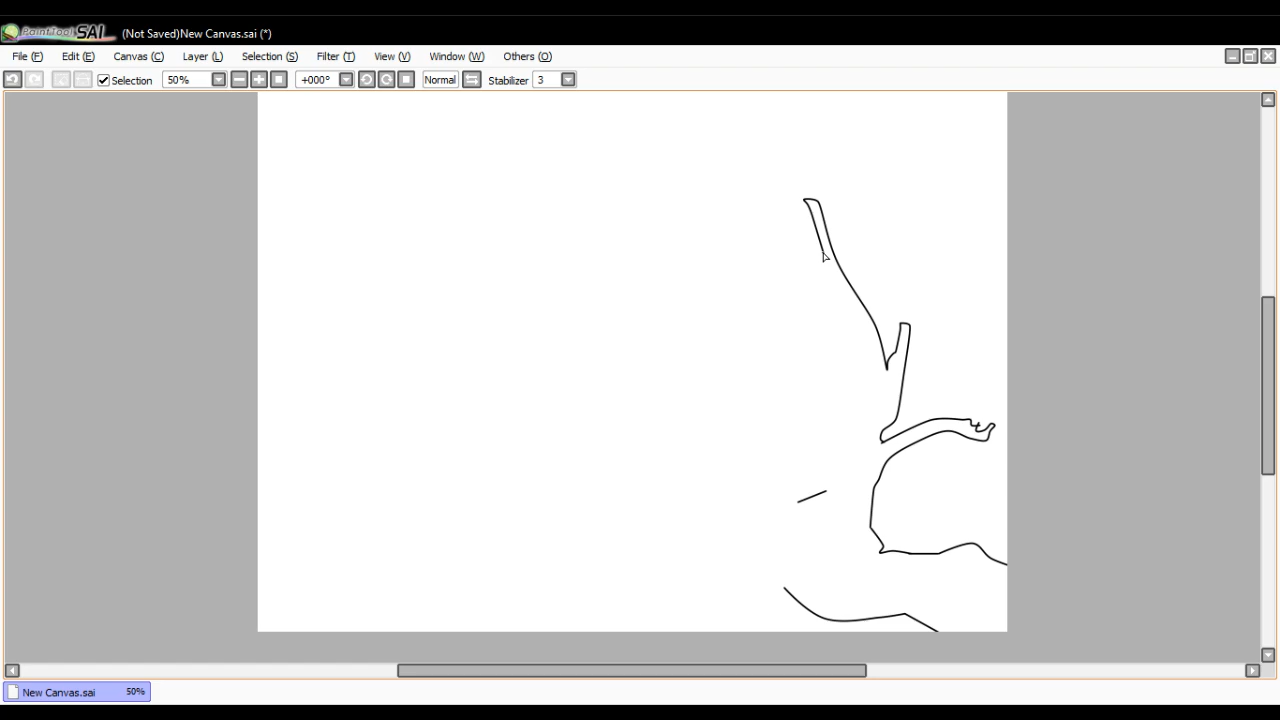 PaintTool SAI (Not Saved)New Canvas.sai (*)
File (F) Edit (E) Canvas (C) Layer (L) Selection (S) Filter (T) View (V) Window (W) Others (O)
Selection 50% +000° Normal Stabilizer 3
New Canvas.sai 50%